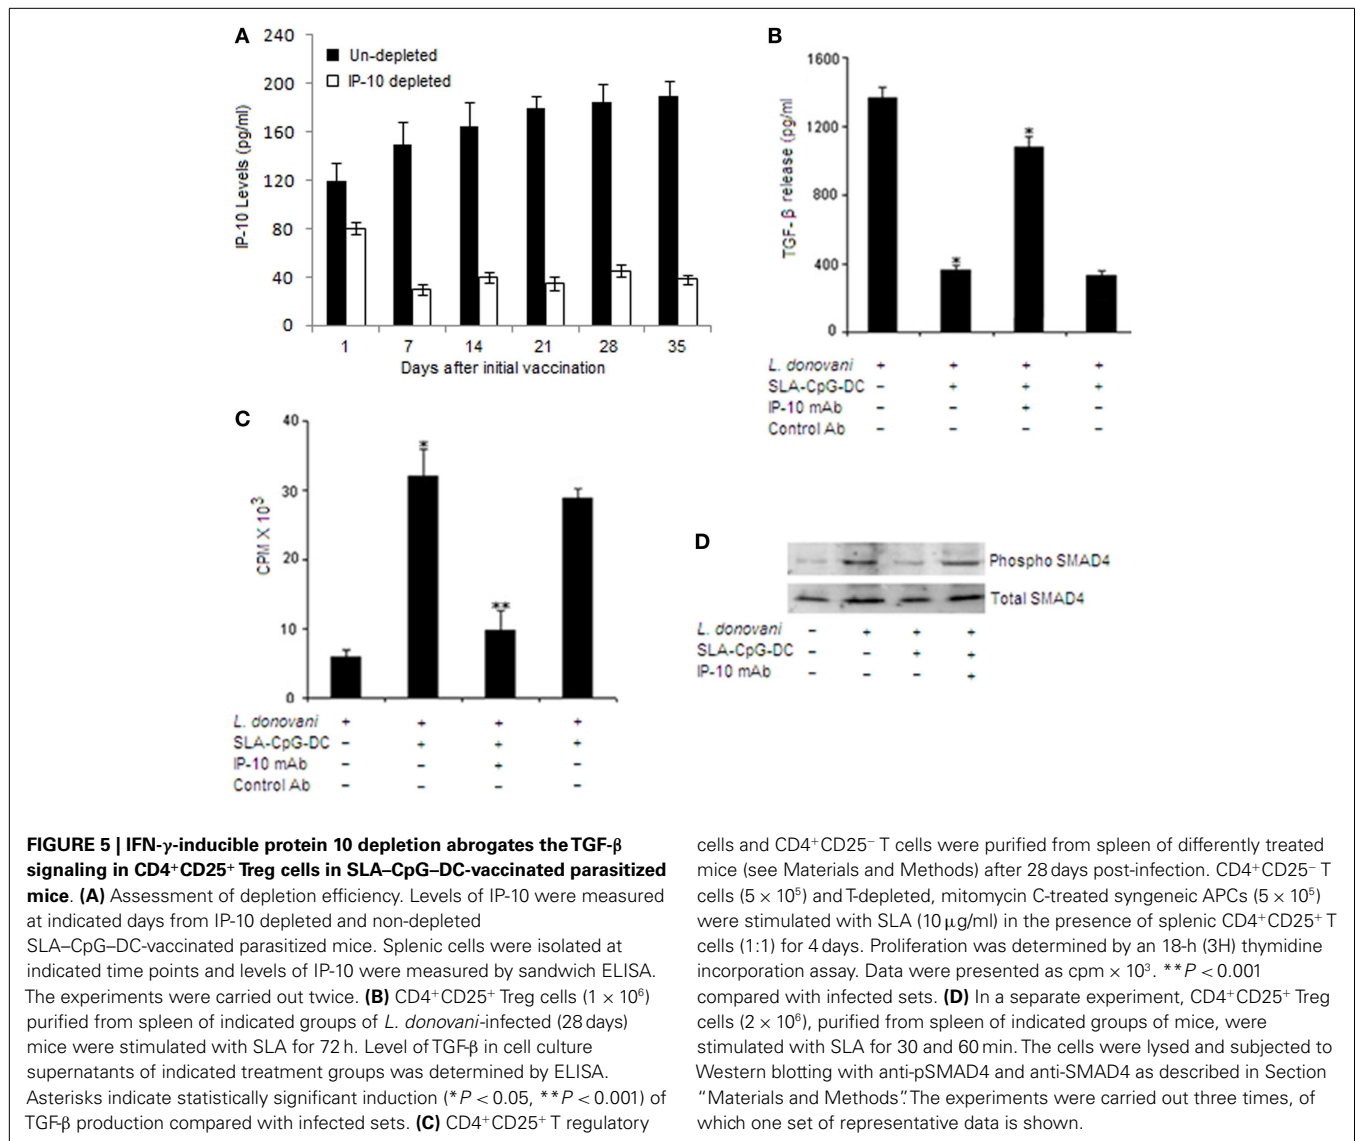 A
240
200
160
120
80
40
0
IP-10 Levels (pg/ml)
Un-depleted
IP-10 depleted
1 7 14 21 28 35
Days after initial vaccination
B
1600
1200
800
400
0
TGF-β release (pg/ml)
*
*
L. donovani + + + +
SLA-CpG-DC – + + +
IP-10 mAb – – + –
Control Ab – – – –
C
40
30
20
10
0
CPM X 10³
*
**
L. donovani + + + +
SLA-CpG-DC – + + +
IP-10 mAb – – + –
Control Ab – – – –
D
Phospho SMAD4
Total SMAD4
L. donovani – + + +
SLA-CpG-DC – – + +
IP-10 mAb – – – +
FIGURE 5 | IFN-γ-inducible protein 10 depletion abrogates the TGF-β
signaling in CD4⁺CD25⁺ Treg cells in SLA–CpG–DC-vaccinated parasitized
mice. (A) Assessment of depletion efficiency. Levels of IP-10 were measured
at indicated days from IP-10 depleted and non-depleted
SLA–CpG–DC-vaccinated parasitized mice. Splenic cells were isolated at
indicated time points and levels of IP-10 were measured by sandwich ELISA.
The experiments were carried out twice. (B) CD4⁺CD25⁺ Treg cells (1 × 10⁶)
purified from spleen of indicated groups of L. donovani-infected (28 days)
mice were stimulated with SLA for 72 h. Level of TGF-β in cell culture
supernatants of indicated treatment groups was determined by ELISA.
Asterisks indicate statistically significant induction (*P < 0.05, **P < 0.001) of
TGF-β production compared with infected sets. (C) CD4⁺CD25⁺ T regulatory
cells and CD4⁺CD25⁻ T cells were purified from spleen of differently treated
mice (see Materials and Methods) after 28 days post-infection. CD4⁺CD25⁻ T
cells (5 × 10⁵) and T-depleted, mitomycin C-treated syngeneic APCs (5 × 10⁵)
were stimulated with SLA (10 μg/ml) in the presence of splenic CD4⁺CD25⁺ T
cells (1:1) for 4 days. Proliferation was determined by an 18-h (3H) thymidine
incorporation assay. Data were presented as cpm × 10³. **P < 0.001
compared with infected sets. (D) In a separate experiment, CD4⁺CD25⁺ Treg
cells (2 × 10⁶), purified from spleen of indicated groups of mice, were
stimulated with SLA for 30 and 60 min. The cells were lysed and subjected to
Western blotting with anti-pSMAD4 and anti-SMAD4 as described in Section
“Materials and Methods”. The experiments were carried out three times, of
which one set of representative data is shown.